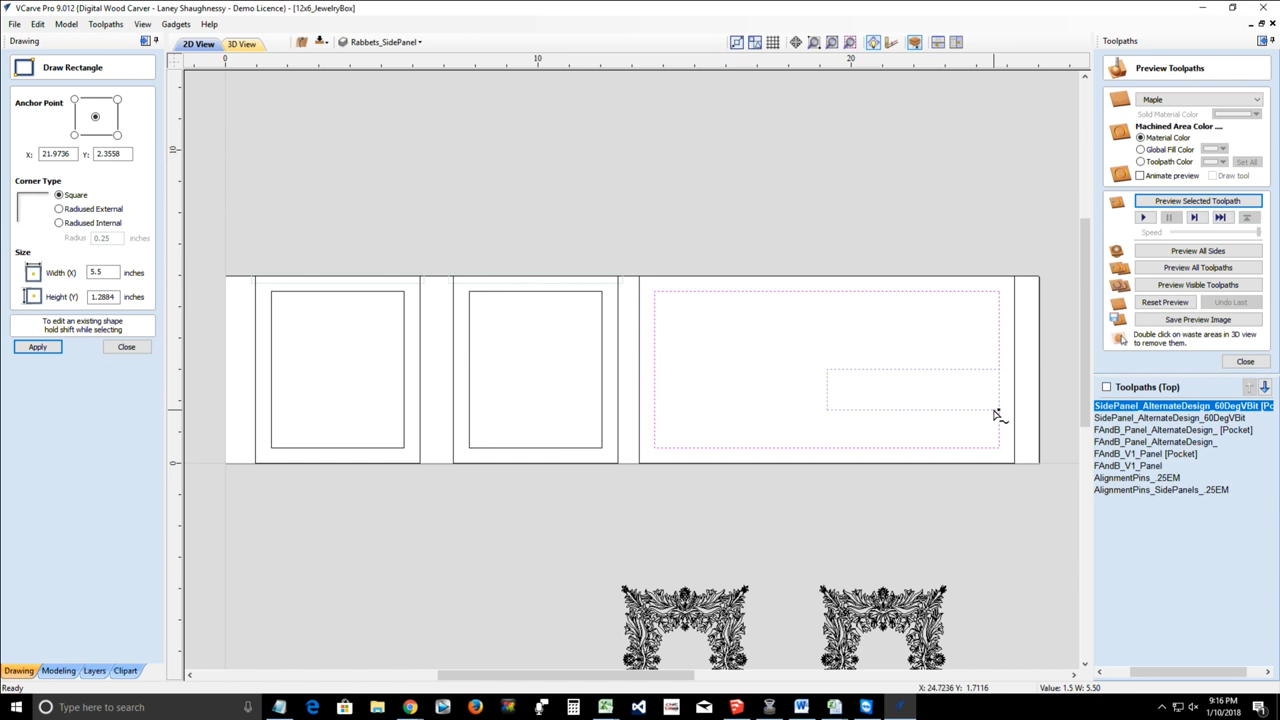 VCarve Pro 9.012 {Digital Wood Carver - Laney Shaughnessy - Demo Licence} - [12x6_JewelryBox]
File Edit Model Toolpaths View Gadgets Help
Drawing
2D View 3D View Rabbets_SidePanel
Toolpaths
Draw Rectangle
Anchor Point
X: 21.9736 Y: 2.3558
Corner Type
Square
Radiused External
Radiused Internal
Radius 0.25 inches
Size
Width (X) 5.5 inches
Height (Y) 1.2884 inches
To edit an existing shape
hold shift while selecting
Apply Close
0 10 20
10
0
Preview Toolpaths
Maple
Solid Material Color
Machined Area Color ....
Material Color
Global Fill Color
Toolpath Color Set All
Animate preview Draw tool
Preview Selected Toolpath
Speed
Preview All Sides
Preview All Toolpaths
Preview Visible Toolpaths
Reset Preview Undo Last
Save Preview Image
Double click on waste areas in 3D view
to remove them.
Close
Toolpaths (Top)
SidePanel_AlternateDesign_60DegVBit [Po
SidePanel_AlternateDesign_60DegVBit
FAndB_Panel_AlternateDesign_ [Pocket]
FAndB_Panel_AlternateDesign_
FAndB_V1_Panel [Pocket]
FAndB_V1_Panel
AlignmentPins_.25EM
AlignmentPins_SidePanels_.25EM
Drawing Modeling Layers Clipart
Ready
X: 24.7236 Y: 1.7116 Value: 1.5 W: 5.50
Type here to search
9:16 PM
1/10/2018